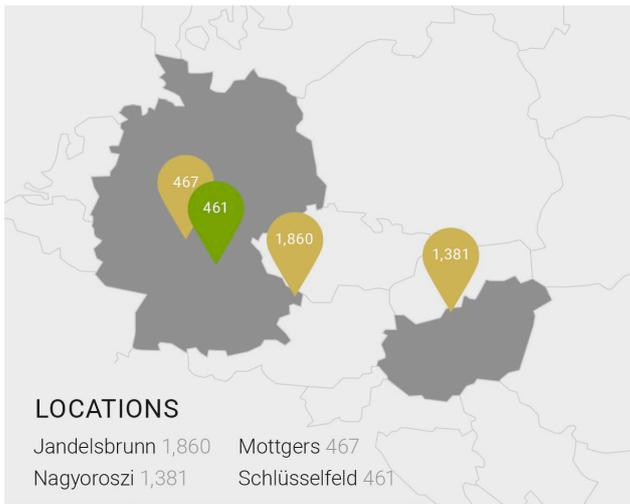 467
461
1,860
1,381
LOCATIONS
Jandelsbrunn 1,860 Mottgers 467
Nagyoroszi 1,381 Schlüsselfeld 461